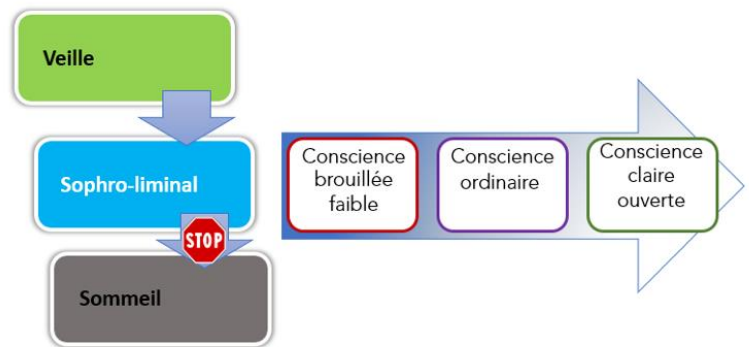 Veille
Sophro-liminal
STOP
Sommeil
Conscience
brouillée
faible
Conscience
ordinaire
Conscience
claire
ouverte